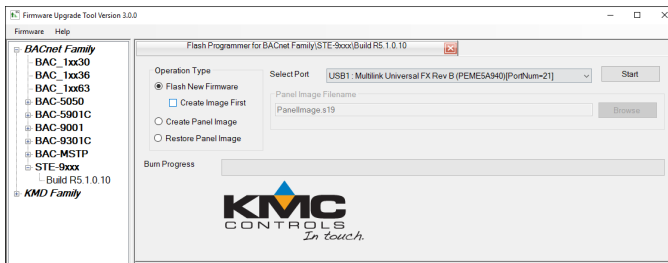 Firmware Upgrade Tool Version 3.0.0
Firmware Help
BACnet Family
BAC_1xx30
BAC_1xx36
BAC_1xx63
BAC-5050
BAC-5901C
BAC-9001
BAC-9301C
BAC-MSTP
STE-9xxx
Build R5.1.0.10
KMD Family
Flash Programmer for BACnet Family\STE-9xxx\Build R5.1.0.10
Operation Type
Flash New Firmware
Create Image First
Create Panel Image
Restore Panel Image
Select Port
USB1 : Multilink Universal FX Rev B (PEME5A940)[PortNum=21]
Start
Panel Image Filename
PanelImage.s19
Browse
Burn Progress
KMC
CONTROLS
In touch.